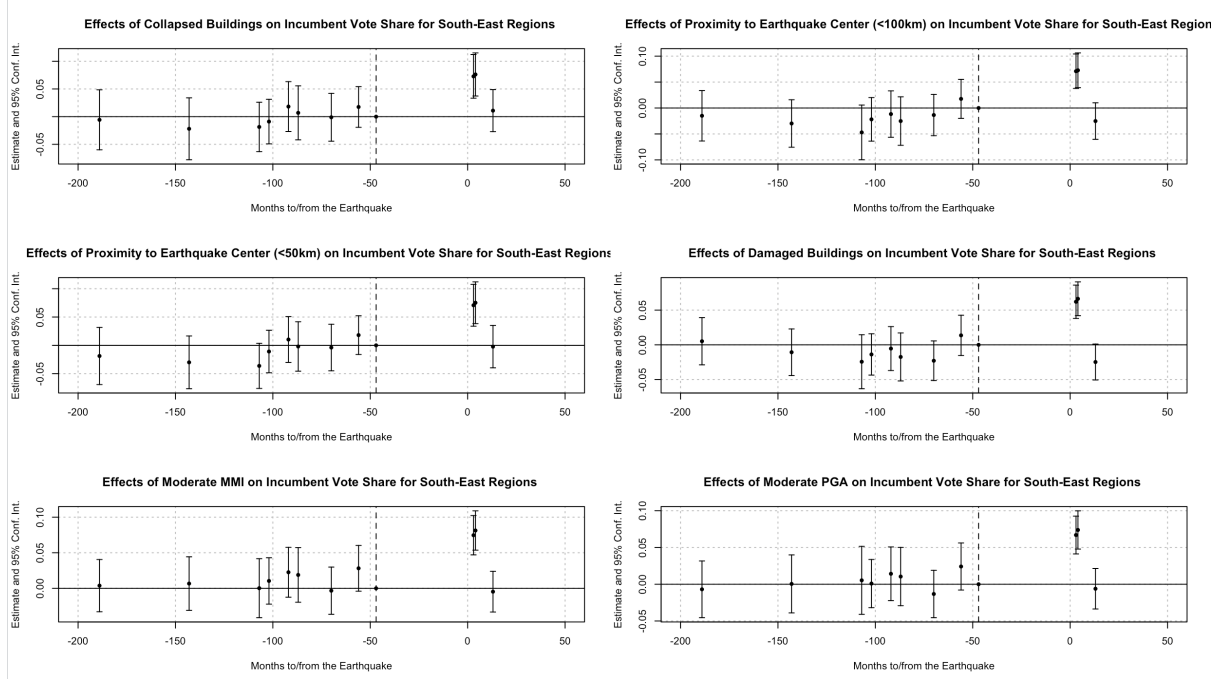 Effects of Collapsed Buildings on Incumbent Vote Share for South-East Regions
Estimate and 95% Conf. Int.
0.05
-0.05
-200 -150 -100 -50 0 50
Months to/from the Earthquake
Effects of Proximity to Earthquake Center (<100km) on Incumbent Vote Share for South-East Region
Estimate and 95% Conf. Int.
0.10
0.00
-0.10
-200 -150 -100 -50 0 50
Months to/from the Earthquake
Effects of Proximity to Earthquake Center (<50km) on Incumbent Vote Share for South-East Regions
Estimate and 95% Conf. Int.
0.05
-0.05
-200 -150 -100 -50 0 50
Months to/from the Earthquake
Effects of Damaged Buildings on Incumbent Vote Share for South-East Regions
Estimate and 95% Conf. Int.
0.05
0.00
-0.05
-200 -150 -100 -50 0 50
Months to/from the Earthquake
Effects of Moderate MMI on Incumbent Vote Share for South-East Regions
Estimate and 95% Conf. Int.
0.10
0.05
0.00
-200 -150 -100 -50 0 50
Months to/from the Earthquake
Effects of Moderate PGA on Incumbent Vote Share for South-East Regions
Estimate and 95% Conf. Int.
0.10
0.05
0.00
-0.05
-200 -150 -100 -50 0 50
Months to/from the Earthquake